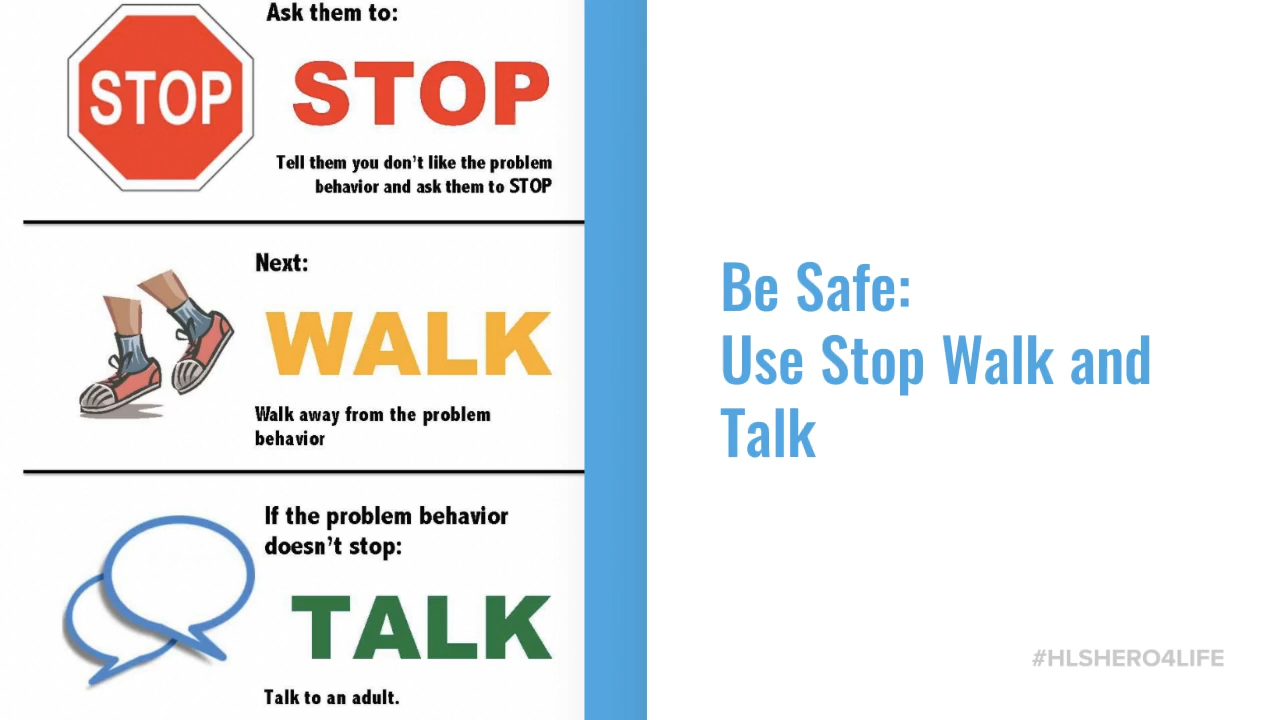 Ask them to:
STOP
STOP
Tell them you don't like the problem
behavior and ask them to STOP
Next:
WALK
Walk away from the problem
behavior
If the problem behavior
doesn't stop:
TALK
Talk to an adult.
Be Safe:
Use Stop Walk and
Talk
#HLSHERO4LIFE